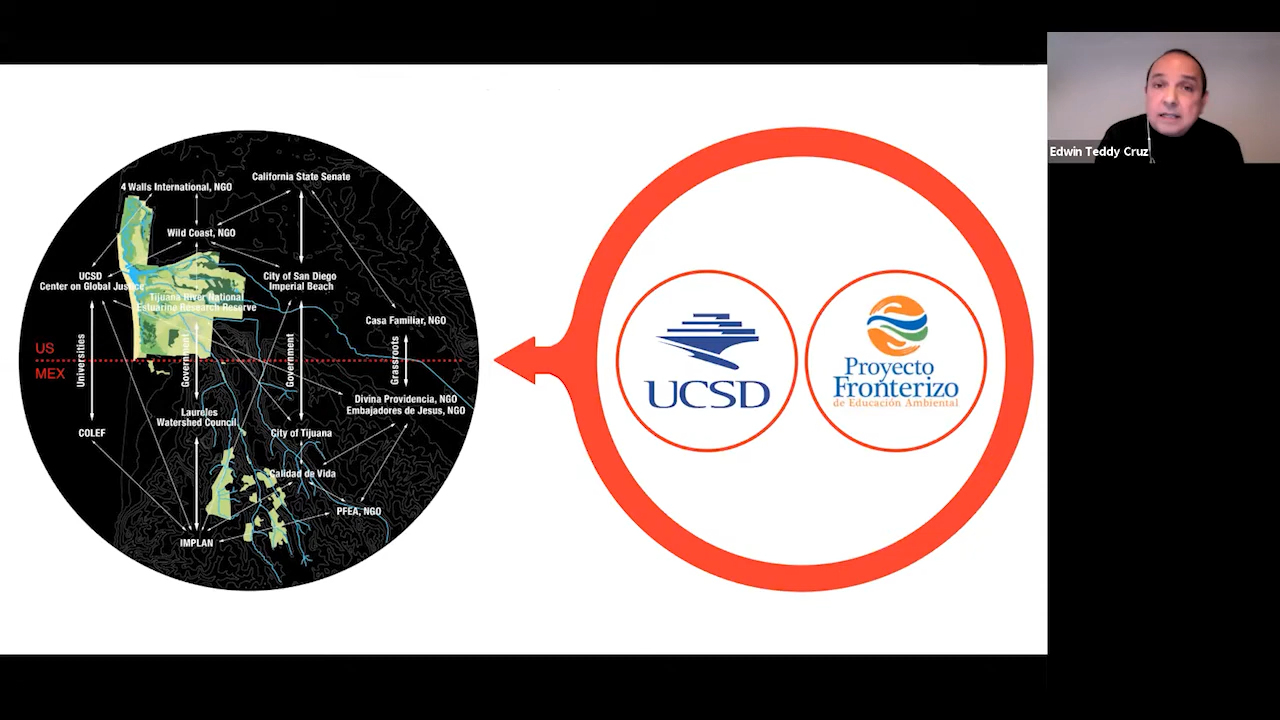 4 Walls International, NGO
California State Senate
Wild Coast, NGO
UCSD
Center on Global Justice
City of San Diego
Imperial Beach
Tijuana River National
Estuarine Research Reserve
Casa Familiar, NGO
US
MEX
Universities
Government
Government
Grassroots
Divina Providencia, NGO
Embajadores de Jesus, NGO
Laureles
Watershed Council
COLEF
City of Tijuana
Calidad de Vida
PFEA, NGO
IMPLAN
UCSD
Proyecto
Fronterizo
de Educación Ambiental
Edwin Teddy Cruz